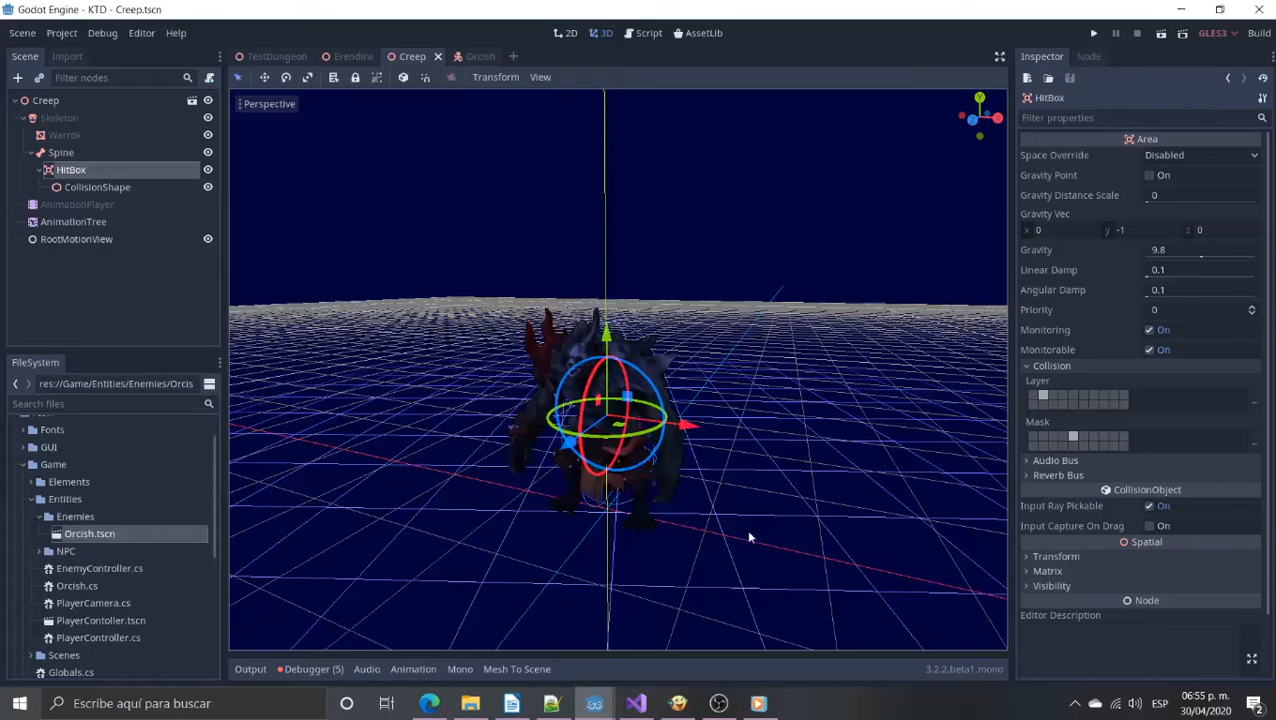 Godot Engine - KTD - Creep.tscn
Scene Project Debug Editor Help
2D 3D Script AssetLib
GLES3 Build
Scene Import
TestDungeon Erendira Creep Orcish
Inspector Node
Filter nodes
Transform View
HitBox
Filter properties
Creep
Skeleton
Warrok
Spine
HitBox
CollisionShape
AnimationPlayer
AnimationTree
RootMotionView
Perspective
Y
X
Z
Area
Space Override Disabled
Gravity Point On
Gravity Distance Scale 0
Gravity Vec
x 0 y -1 z 0
Gravity 9.8
Linear Damp 0.1
Angular Damp 0.1
Priority 0
Monitoring On
Monitorable On
Collision
Layer
Mask
Audio Bus
Reverb Bus
CollisionObject
Input Ray Pickable On
Input Capture On Drag On
Spatial
Transform
Matrix
Visibility
Node
Editor Description
FileSystem
res://Game/Entities/Enemies/Orcis
Search files
Fonts
GUI
Game
Elements
Entities
Enemies
Orcish.tscn
NPC
EnemyController.cs
Orcish.cs
PlayerCamera.cs
PlayerContoller.tscn
PlayerController.cs
Scenes
Globals.cs
Output Debugger (5) Audio Animation Mono Mesh To Scene
3.2.2.beta1.mono
Escribe aquí para buscar
ESP
06:55 p. m.
30/04/2020
2